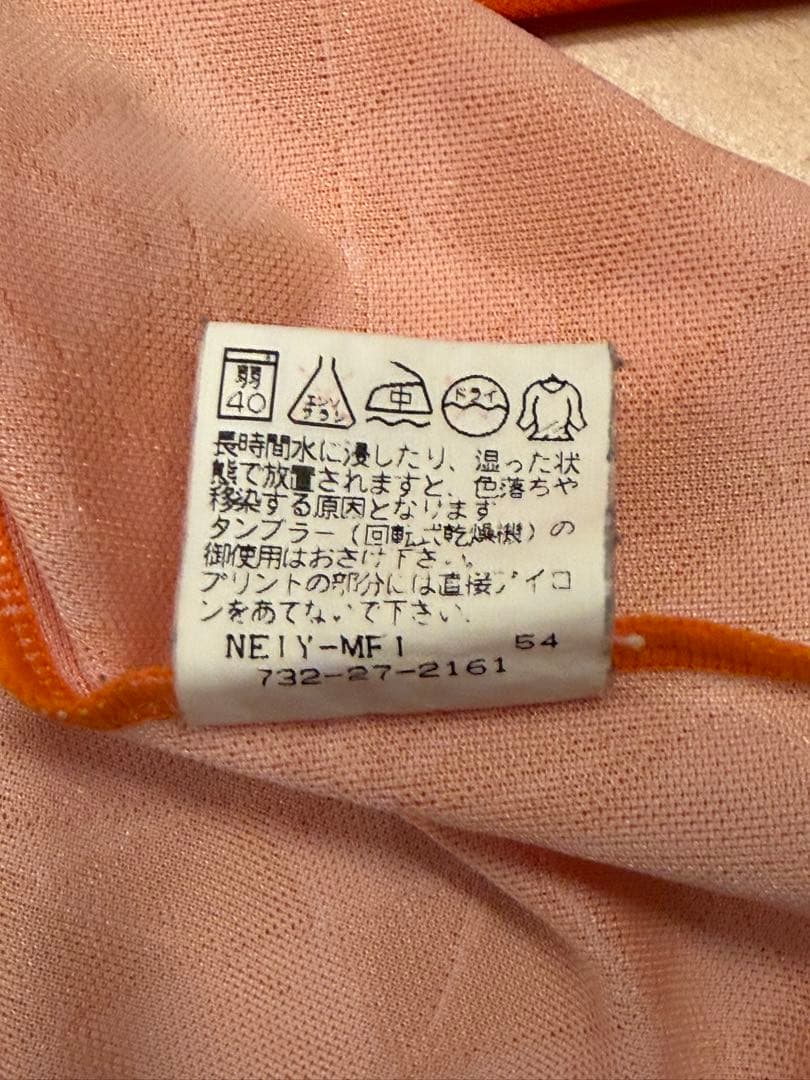 弱
40
エンソ
サラシ
中
ドライ
長時間水に浸したり、湿った状
態で放置されますと、色落ちや
移染する原因となります
タンブラー(回転式乾燥機)の
御使用はおさけ下さい。
プリントの部分には直接アイロ
ンをあてないで下さい.
NE1Y-MF1 54
732-27-2161